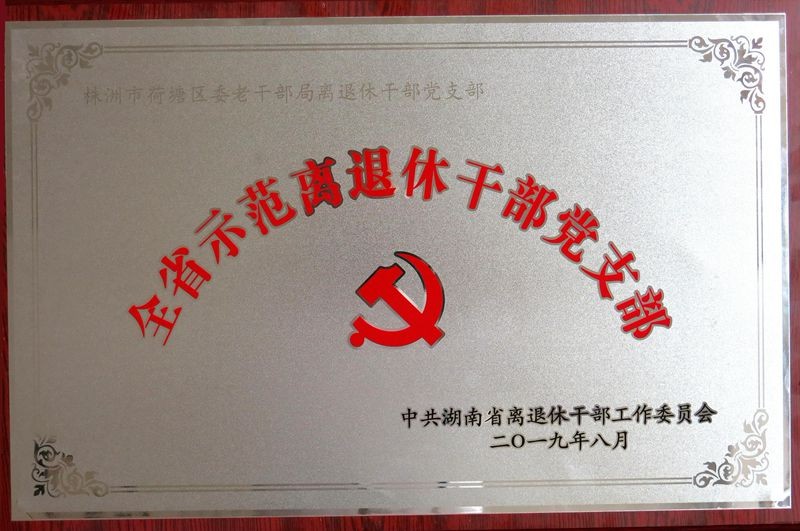 株洲市荷塘区委老干部局离退休干部党支部
全省示范离退休干部党支部
中共湖南省离退休干部工作委员会
二〇一九年八月